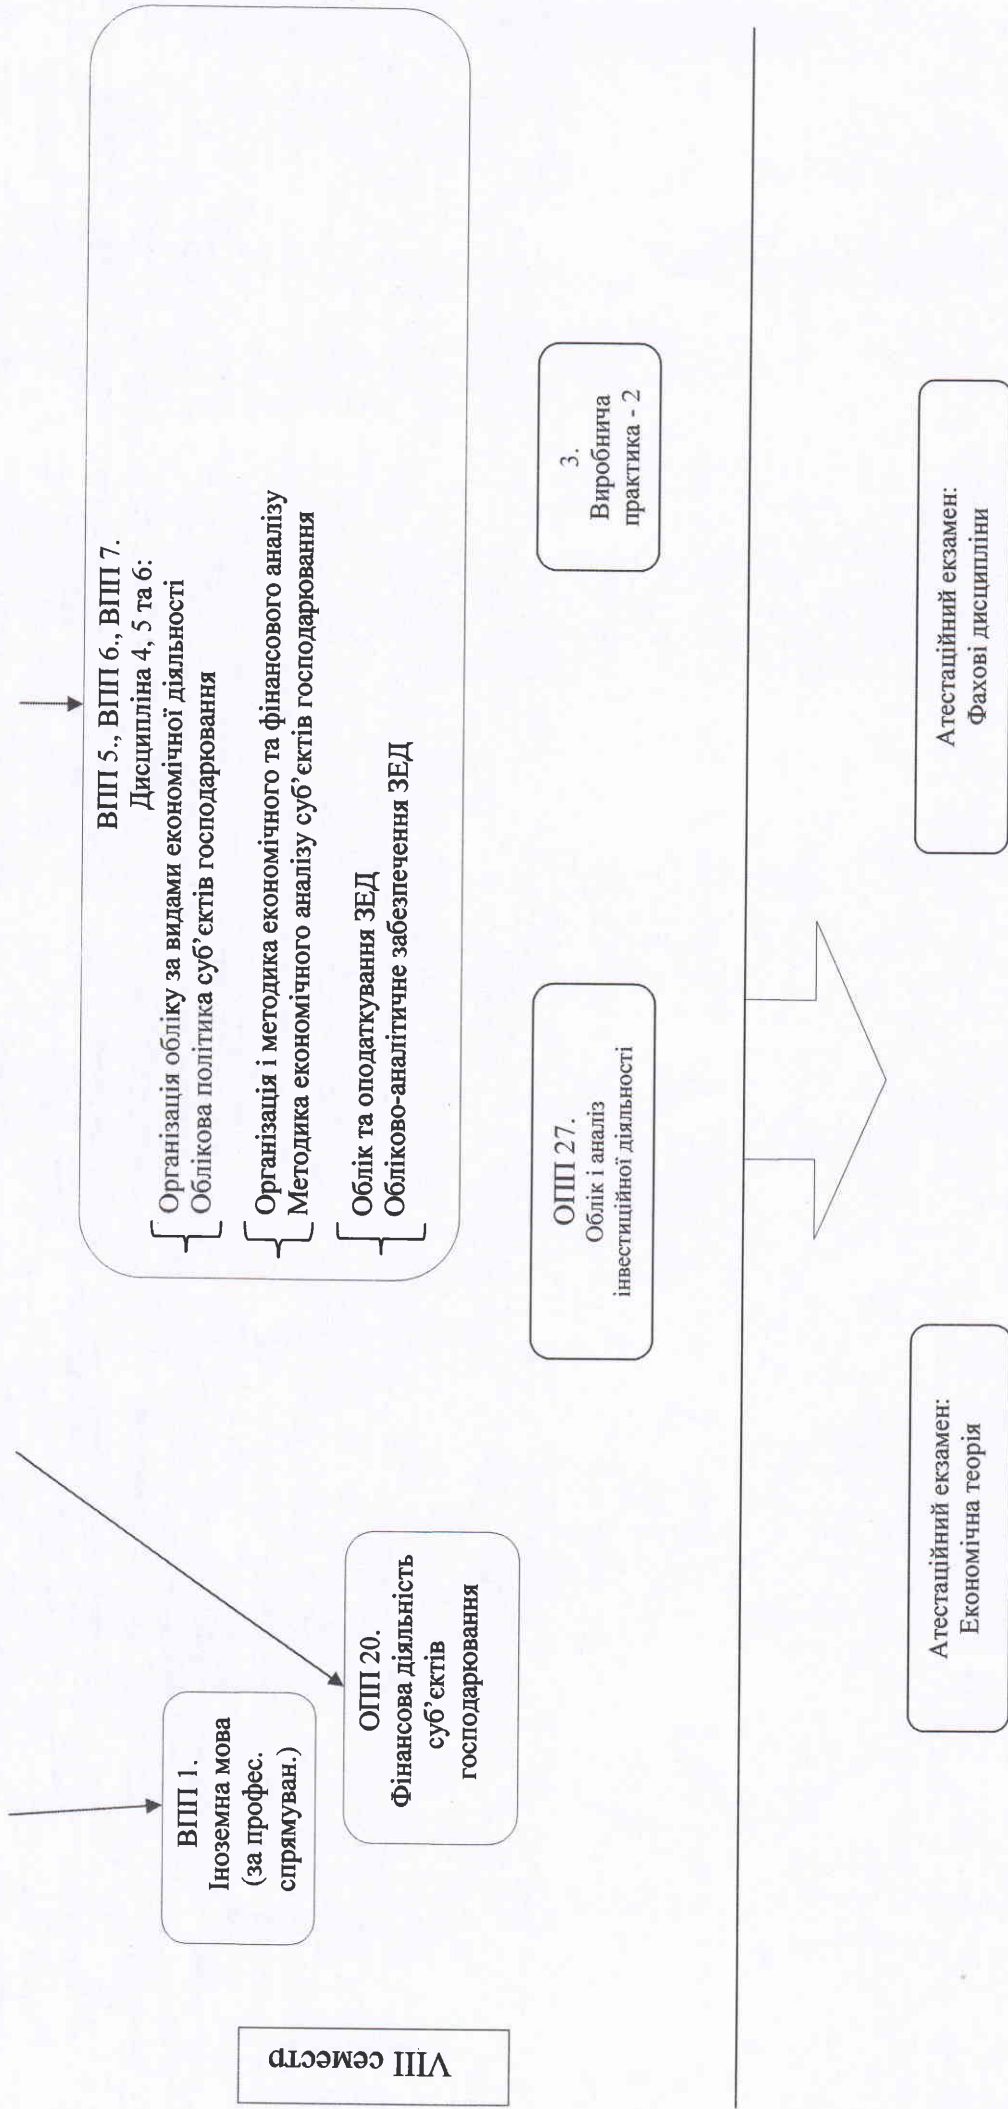 VIII семестр
ВПП 1.
Іноземна мова
(за профес.
спрямуван.)
ОПП 20.
Фінансова діяльність
суб’єктів
господарювання
ВПП 5., ВПП 6., ВПП 7.
Дисципліна 4, 5 та 6:
Організація обліку за видами економічної діяльності
Облікова політика суб’єктів господарювання
Організація і методика економічного та фінансового аналізу
Методика економічного аналізу суб’єктів господарювання
Облік та оподаткування ЗЕД
Обліково-аналітичне забезпечення ЗЕД
ОПП 27.
Облік і аналіз
інвестиційної діяльності
3.
Виробнича
практика - 2
Атестаційний екзамен:
Економічна теорія
Атестаційний екзамен:
Фахові дисципліни